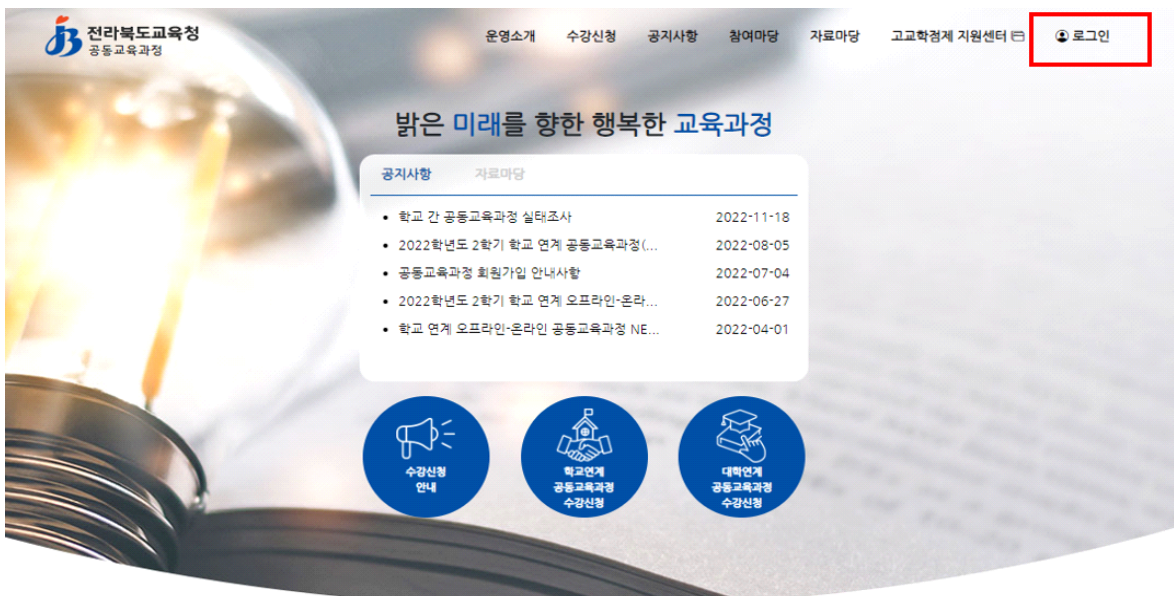 전라북도교육청
공동교육과정
운영소개 수강신청 공지사항 참여마당 자료마당 고교학점제 지원센터 로그인
밝은 미래를 향한 행복한 교육과정
공지사항 자료마당
• 학교 간 공동교육과정 실태조사 2022-11-18
• 2022학년도 2학기 학교 연계 공동교육과정(... 2022-08-05
• 공동교육과정 회원가입 안내사항 2022-07-04
• 2022학년도 2학기 학교 연계 오프라인-온라... 2022-06-27
• 학교 연계 오프라인-온라인 공동교육과정 NE... 2022-04-01
수강신청
안내
학교연계
공동교육과정
수강신청
대학연계
공동교육과정
수강신청